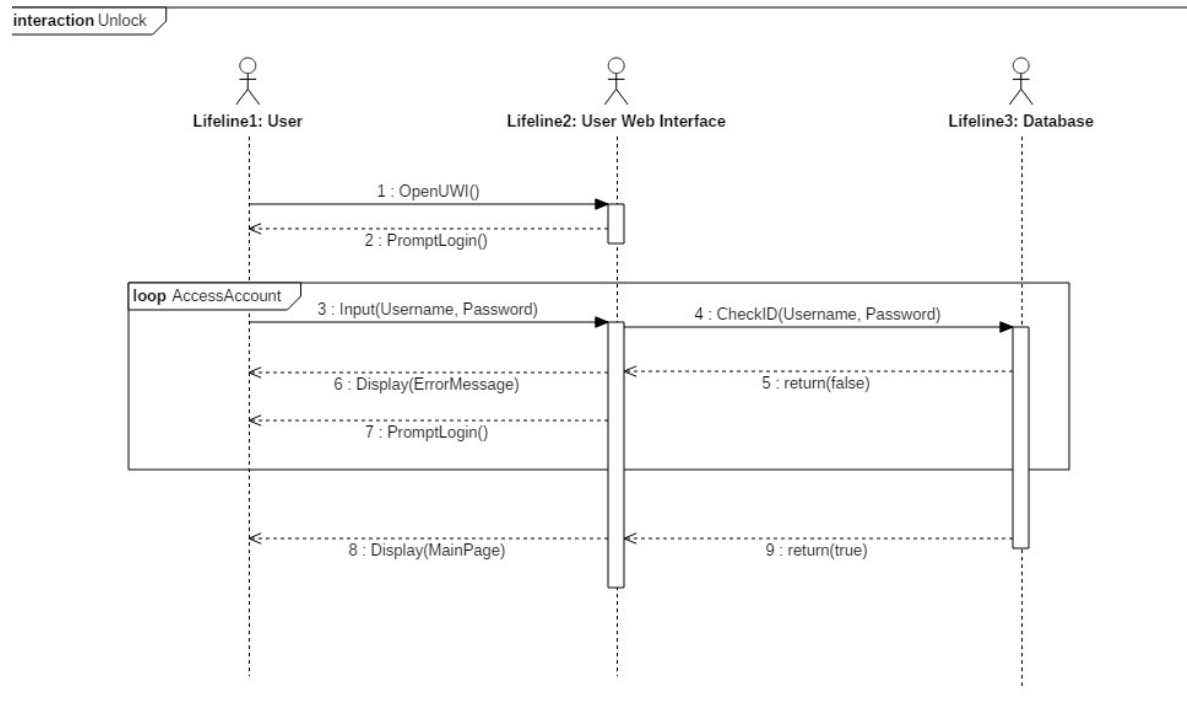 interaction Unlock
Lifeline1: User
Lifeline2: User Web Interface
Lifeline3: Database
1 : OpenUWI()
2 : PromptLogin()
loop AccessAccount
3 : Input(Username, Password)
4 : CheckID(Username, Password)
6 : Display(ErrorMessage)
5 : return(false)
7 : PromptLogin()
8 : Display(MainPage)
9 : return(true)